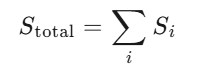 S_total = ∑_i S_i